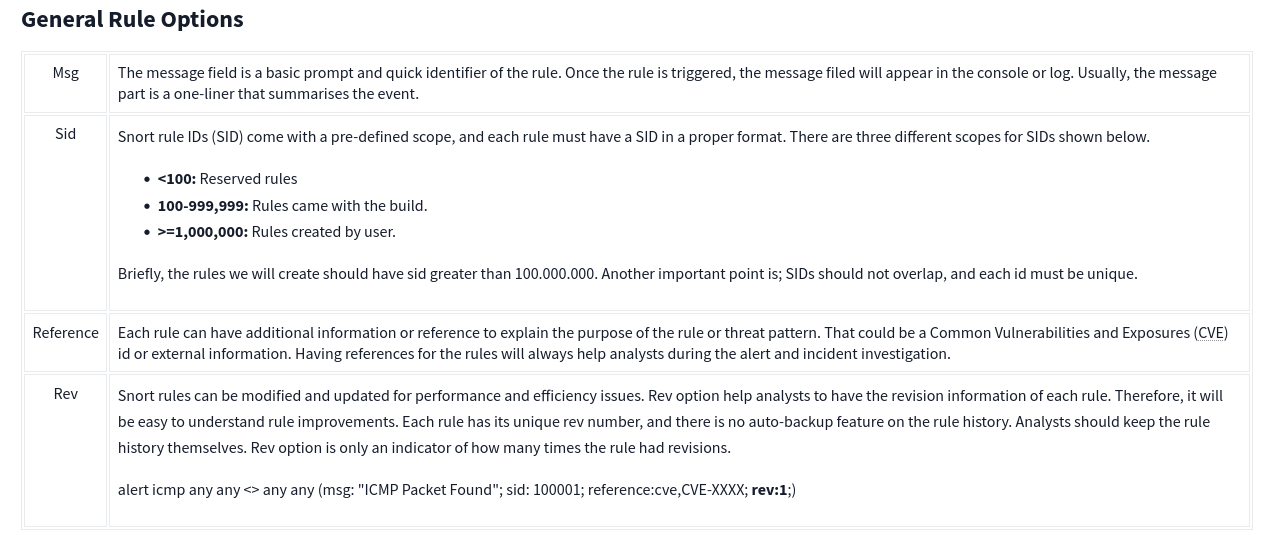 General Rule Options
Msg
The message field is a basic prompt and quick identifier of the rule. Once the rule is triggered, the message filed will appear in the console or log. Usually, the message
part is a one-liner that summarises the event.
Sid
Snort rule IDs (SID) come with a pre-defined scope, and each rule must have a SID in a proper format. There are three different scopes for SIDs shown below.
• <100: Reserved rules
• 100-999,999: Rules came with the build.
• >=1,000,000: Rules created by user.
Briefly, the rules we will create should have sid greater than 100.000.000. Another important point is; SIDs should not overlap, and each id must be unique.
Reference
Each rule can have additional information or reference to explain the purpose of the rule or threat pattern. That could be a Common Vulnerabilities and Exposures (CVE)
id or external information. Having references for the rules will always help analysts during the alert and incident investigation.
Rev
Snort rules can be modified and updated for performance and efficiency issues. Rev option help analysts to have the revision information of each rule. Therefore, it will
be easy to understand rule improvements. Each rule has its unique rev number, and there is no auto-backup feature on the rule history. Analysts should keep the rule
history themselves. Rev option is only an indicator of how many times the rule had revisions.
alert icmp any any <> any any (msg: "ICMP Packet Found"; sid: 100001; reference:cve,CVE-XXXX; rev:1;)